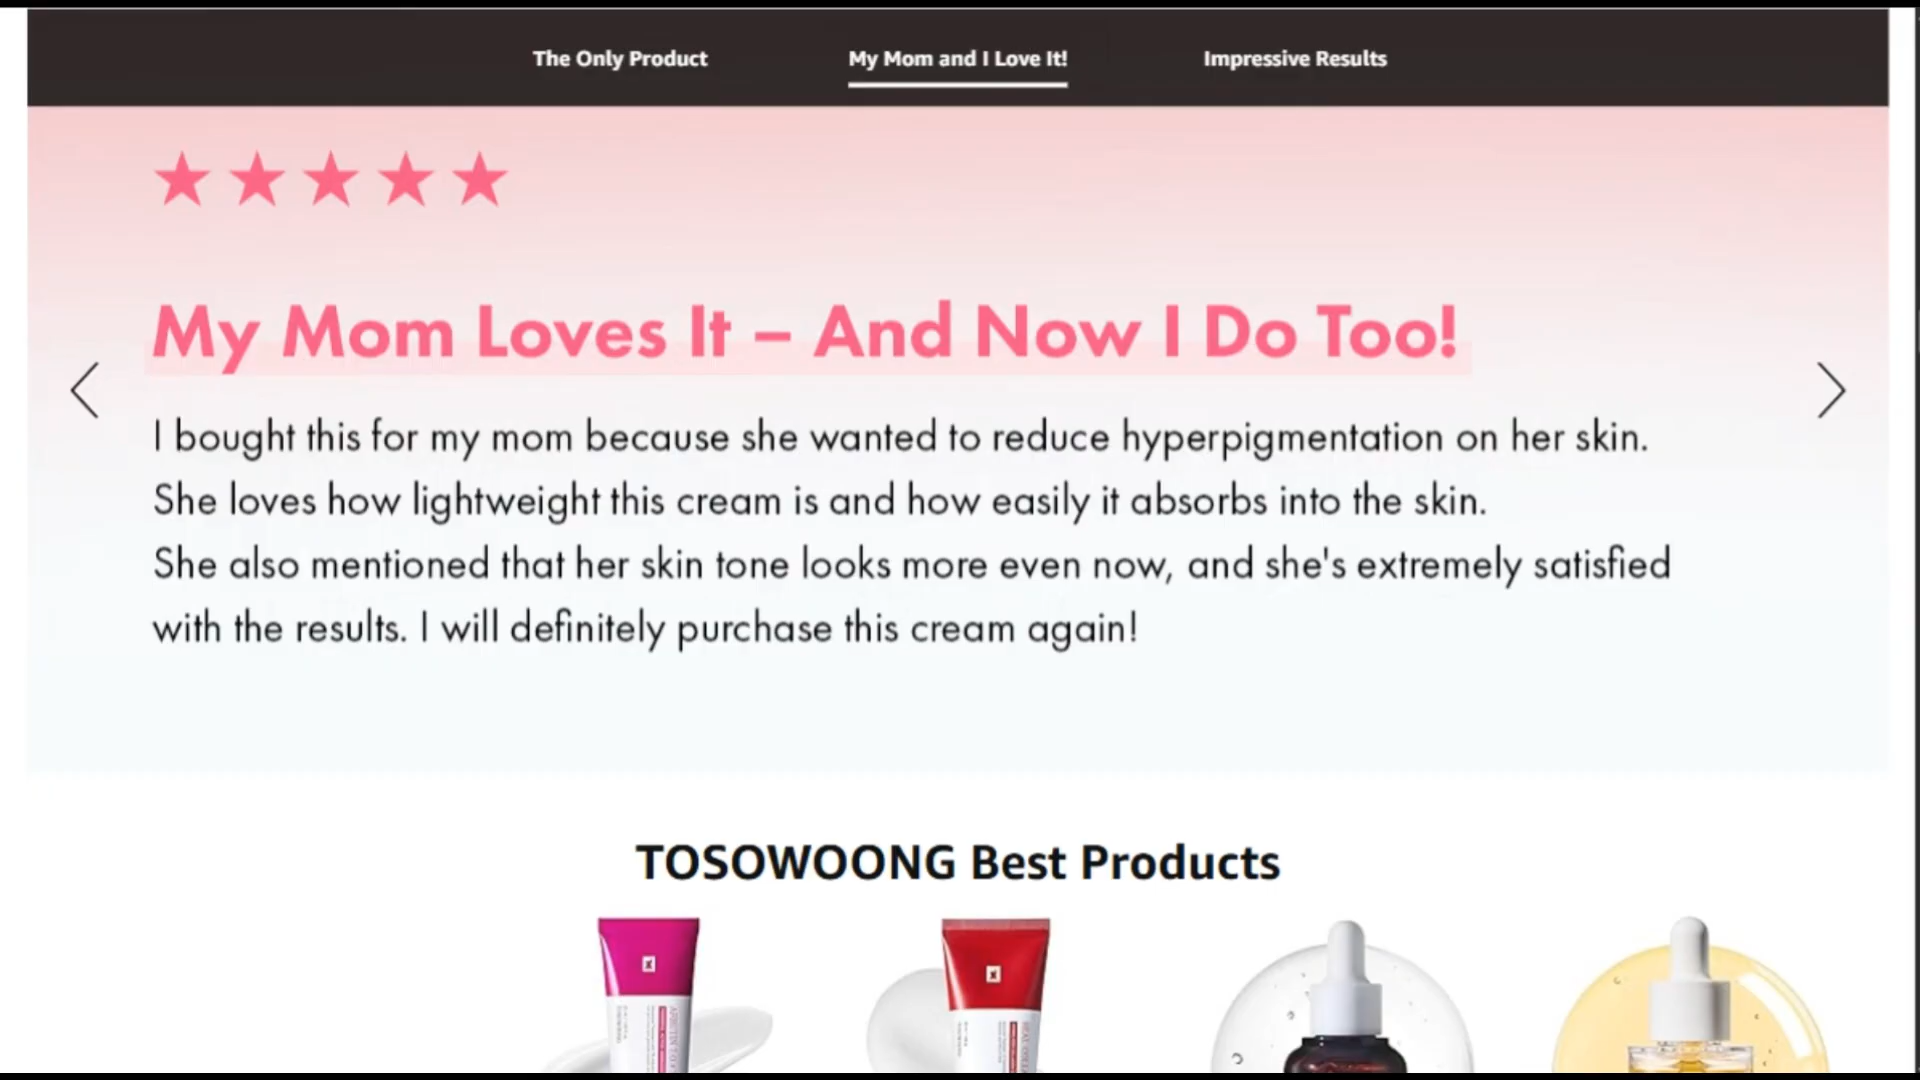 The Only Product
My Mom and I Love It!
Impressive Results
My Mom Loves It – And Now I Do Too!
I bought this for my mom because she wanted to reduce hyperpigmentation on her skin.
She loves how lightweight this cream is and how easily it absorbs into the skin.
She also mentioned that her skin tone looks more even now, and she's extremely satisfied
with the results. I will definitely purchase this cream again!
TOSOWOONG Best Products